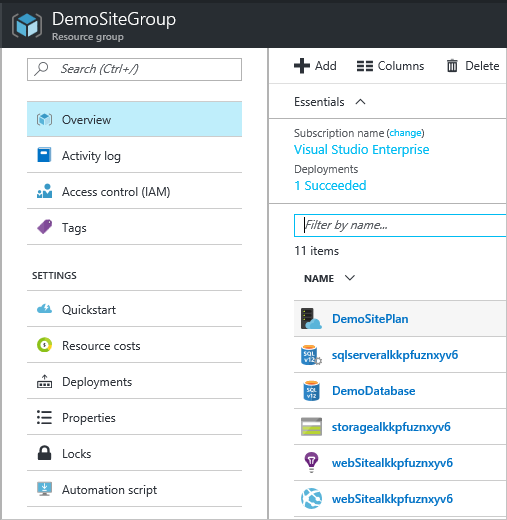 DemoSiteGroup
Resource group
Search (Ctrl+/)
Overview
Activity log
Access control (IAM)
Tags
SETTINGS
Quickstart
Resource costs
Deployments
Properties
Locks
Automation script
Add Columns Delete
Essentials
Subscription name (change)
Visual Studio Enterprise
Deployments
1 Succeeded
Filter by name...
11 items
NAME
DemoSitePlan
sqlserveralkkpfuznxyv6
DemoDatabase
storagealkkpfuznxyv6
webSitealkkpfuznxyv6
webSitealkkpfuznxyv6